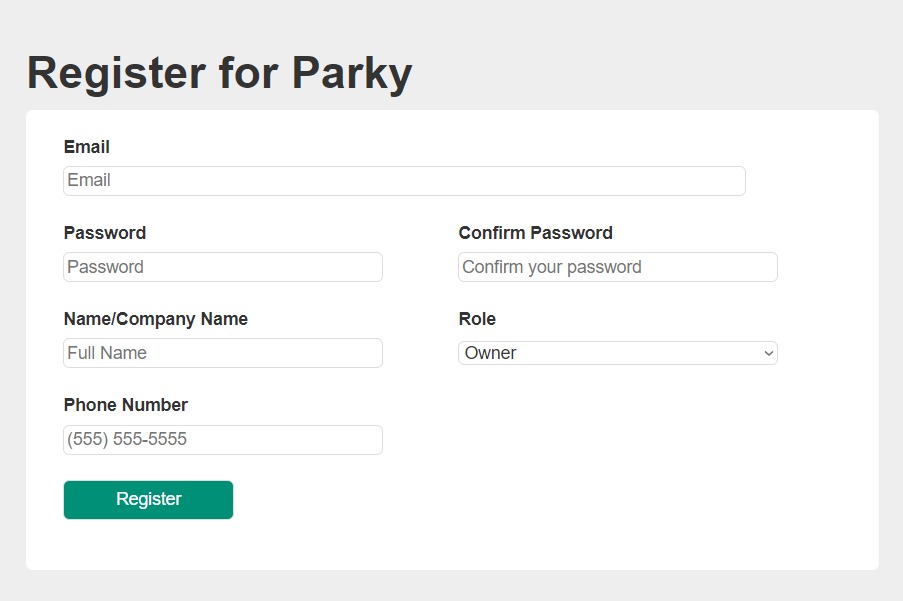 Register for Parky
Email
Email
Password
Confirm Password
Password
Confirm your password
Name/Company Name
Role
Full Name
Owner
Phone Number
(555) 555-5555
Register